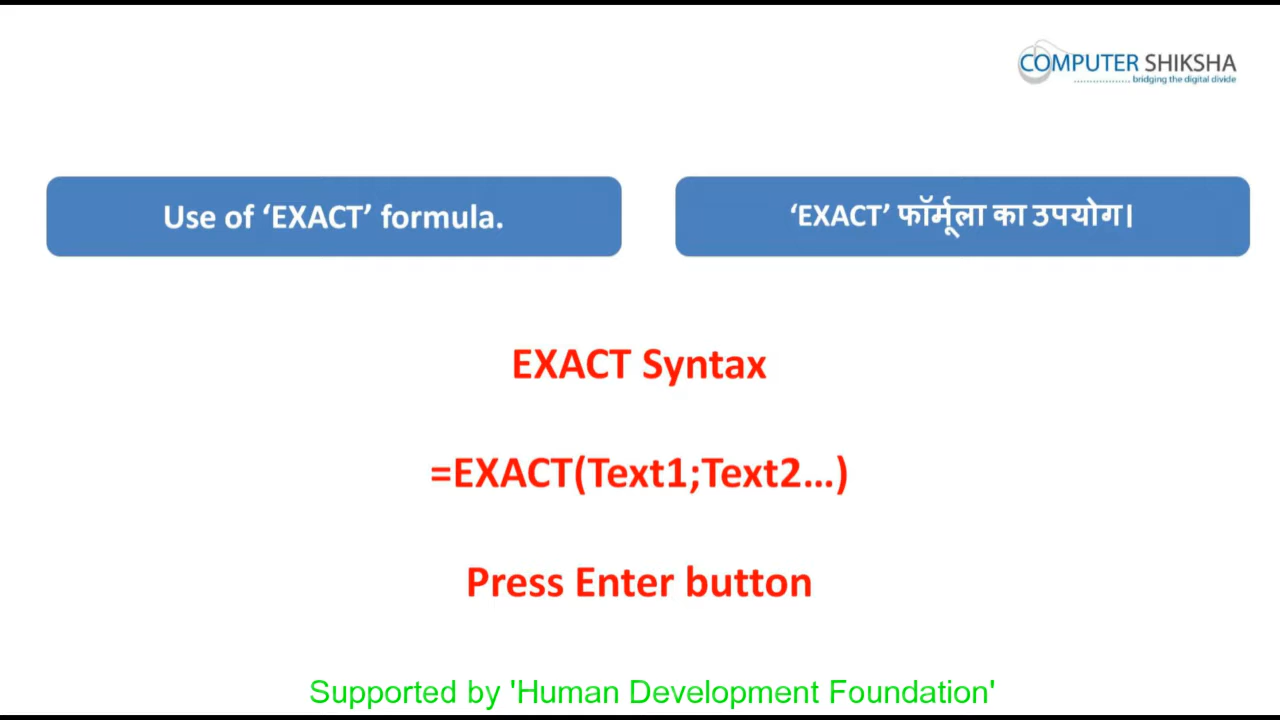 COMPUTER SHIKSHA
bridging the digital divide
Use of ‘EXACT’ formula.
‘EXACT’ फॉर्मूला का उपयोग।
EXACT Syntax
=EXACT(Text1;Text2...)
Press Enter button
Supported by 'Human Development Foundation'